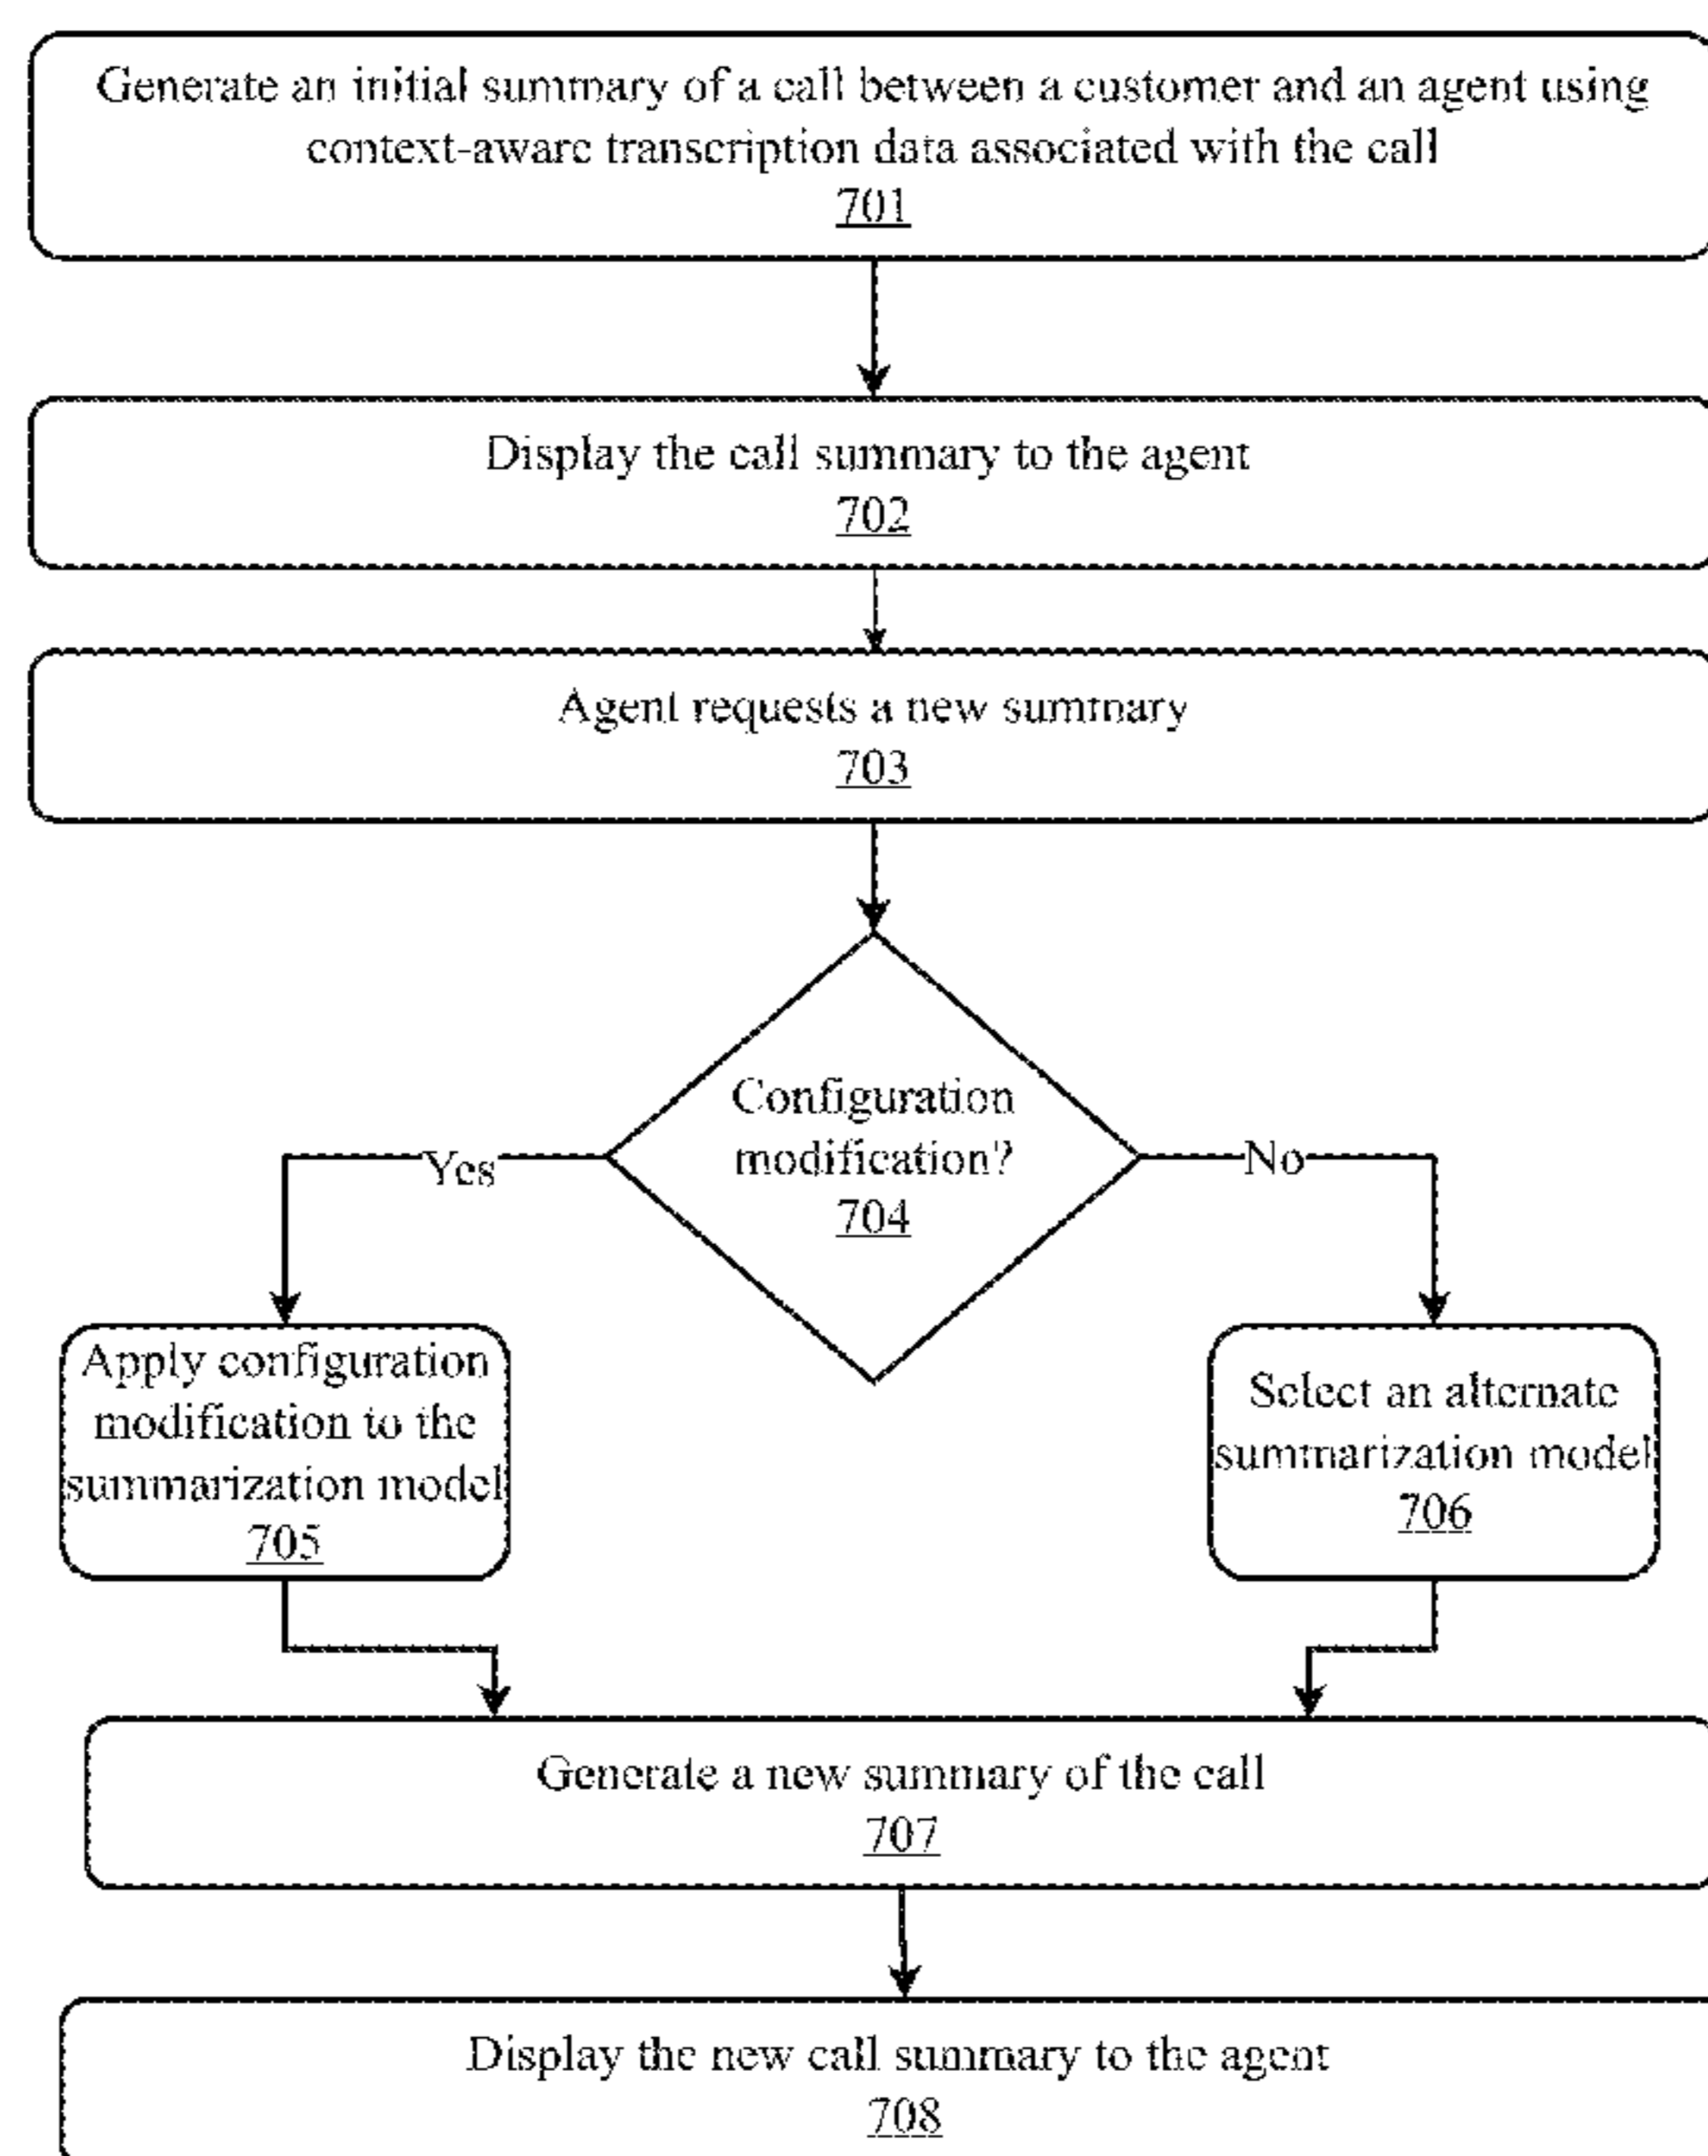 Generate an initial summary of a call between a customer and an agent using
context-aware transcription data associated with the call
701
Display the call summary to the agent
702
Agent requests a new summary
703
Configuration
modification?
704
Yes
No
Apply configuration
modification to the
summarization model
705
Select an alternate
summarization model
706
Generate a new summary of the call
707
Display the new call summary to the agent
708